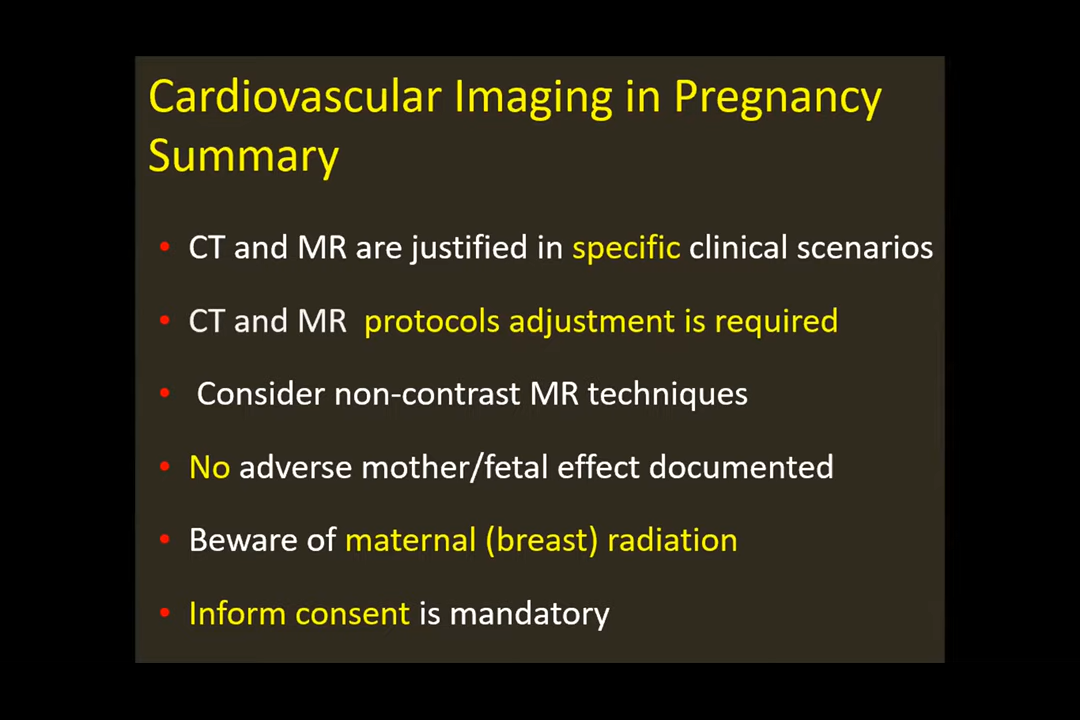 Cardiovascular Imaging in Pregnancy
Summary
• CT and MR are justified in specific clinical scenarios
• CT and MR protocols adjustment is required
• Consider non-contrast MR techniques
• No adverse mother/fetal effect documented
• Beware of maternal (breast) radiation
• Inform consent is mandatory